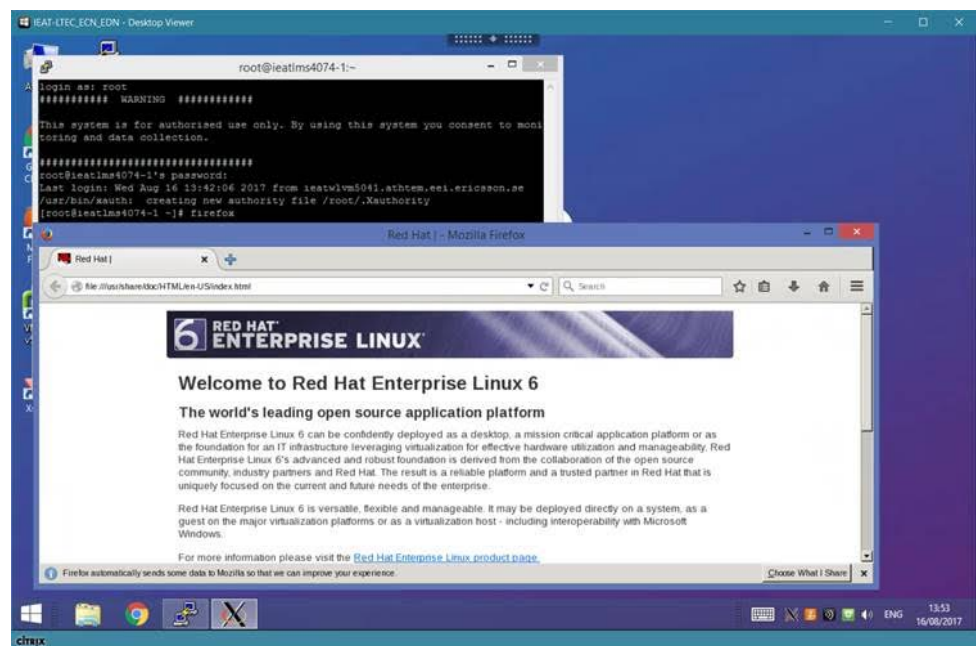 IEAT-LTEC_ECN_EDN - Desktop Viewer
root@ieatlms4074-1:~
login as: root
########### WARNING ############
This system is for authorised use only. By using this system you consent to moni
toring and data collection.
##################################
root@ieatlms4074-1's password:
Last login: Wed Aug 16 13:42:06 2017 from ieatwlvm5041.athtem.eei.ericsson.se
/usr/bin/xauth:  creating new authority file /root/.Xauthority
[root@ieatlms4074-1 ~]# firefox
Red Hat | - Mozilla Firefox
Red Hat |
file:///usr/share/doc/HTML/en-US/index.html
Search
6 RED HAT
ENTERPRISE LINUX
Welcome to Red Hat Enterprise Linux 6
The world's leading open source application platform
Red Hat Enterprise Linux 6 can be confidently deployed as a desktop, a mission critical application platform or as
the foundation for an IT infrastructure leveraging virtualization for effective hardware utilization and manageability. Red
Hat Enterprise Linux 6's advanced and robust foundation is derived from the collaboration of the open source
community, industry partners and Red Hat. The result is a reliable platform and a trusted partner in Red Hat that is
uniquely focused on the current and future needs of the enterprise.
Red Hat Enterprise Linux 6 is versatile, flexible and manageable. It may be deployed directly on a system, as a
guest on the major virtualization platforms or as a virtualization host - including interoperability with Microsoft
Windows.
For more information please visit the Red Hat Enterprise Linux product page.
Firefox automatically sends some data to Mozilla so that we can improve your experience.
Choose What I Share
ENG
13:53
16/08/2017
CITRIX